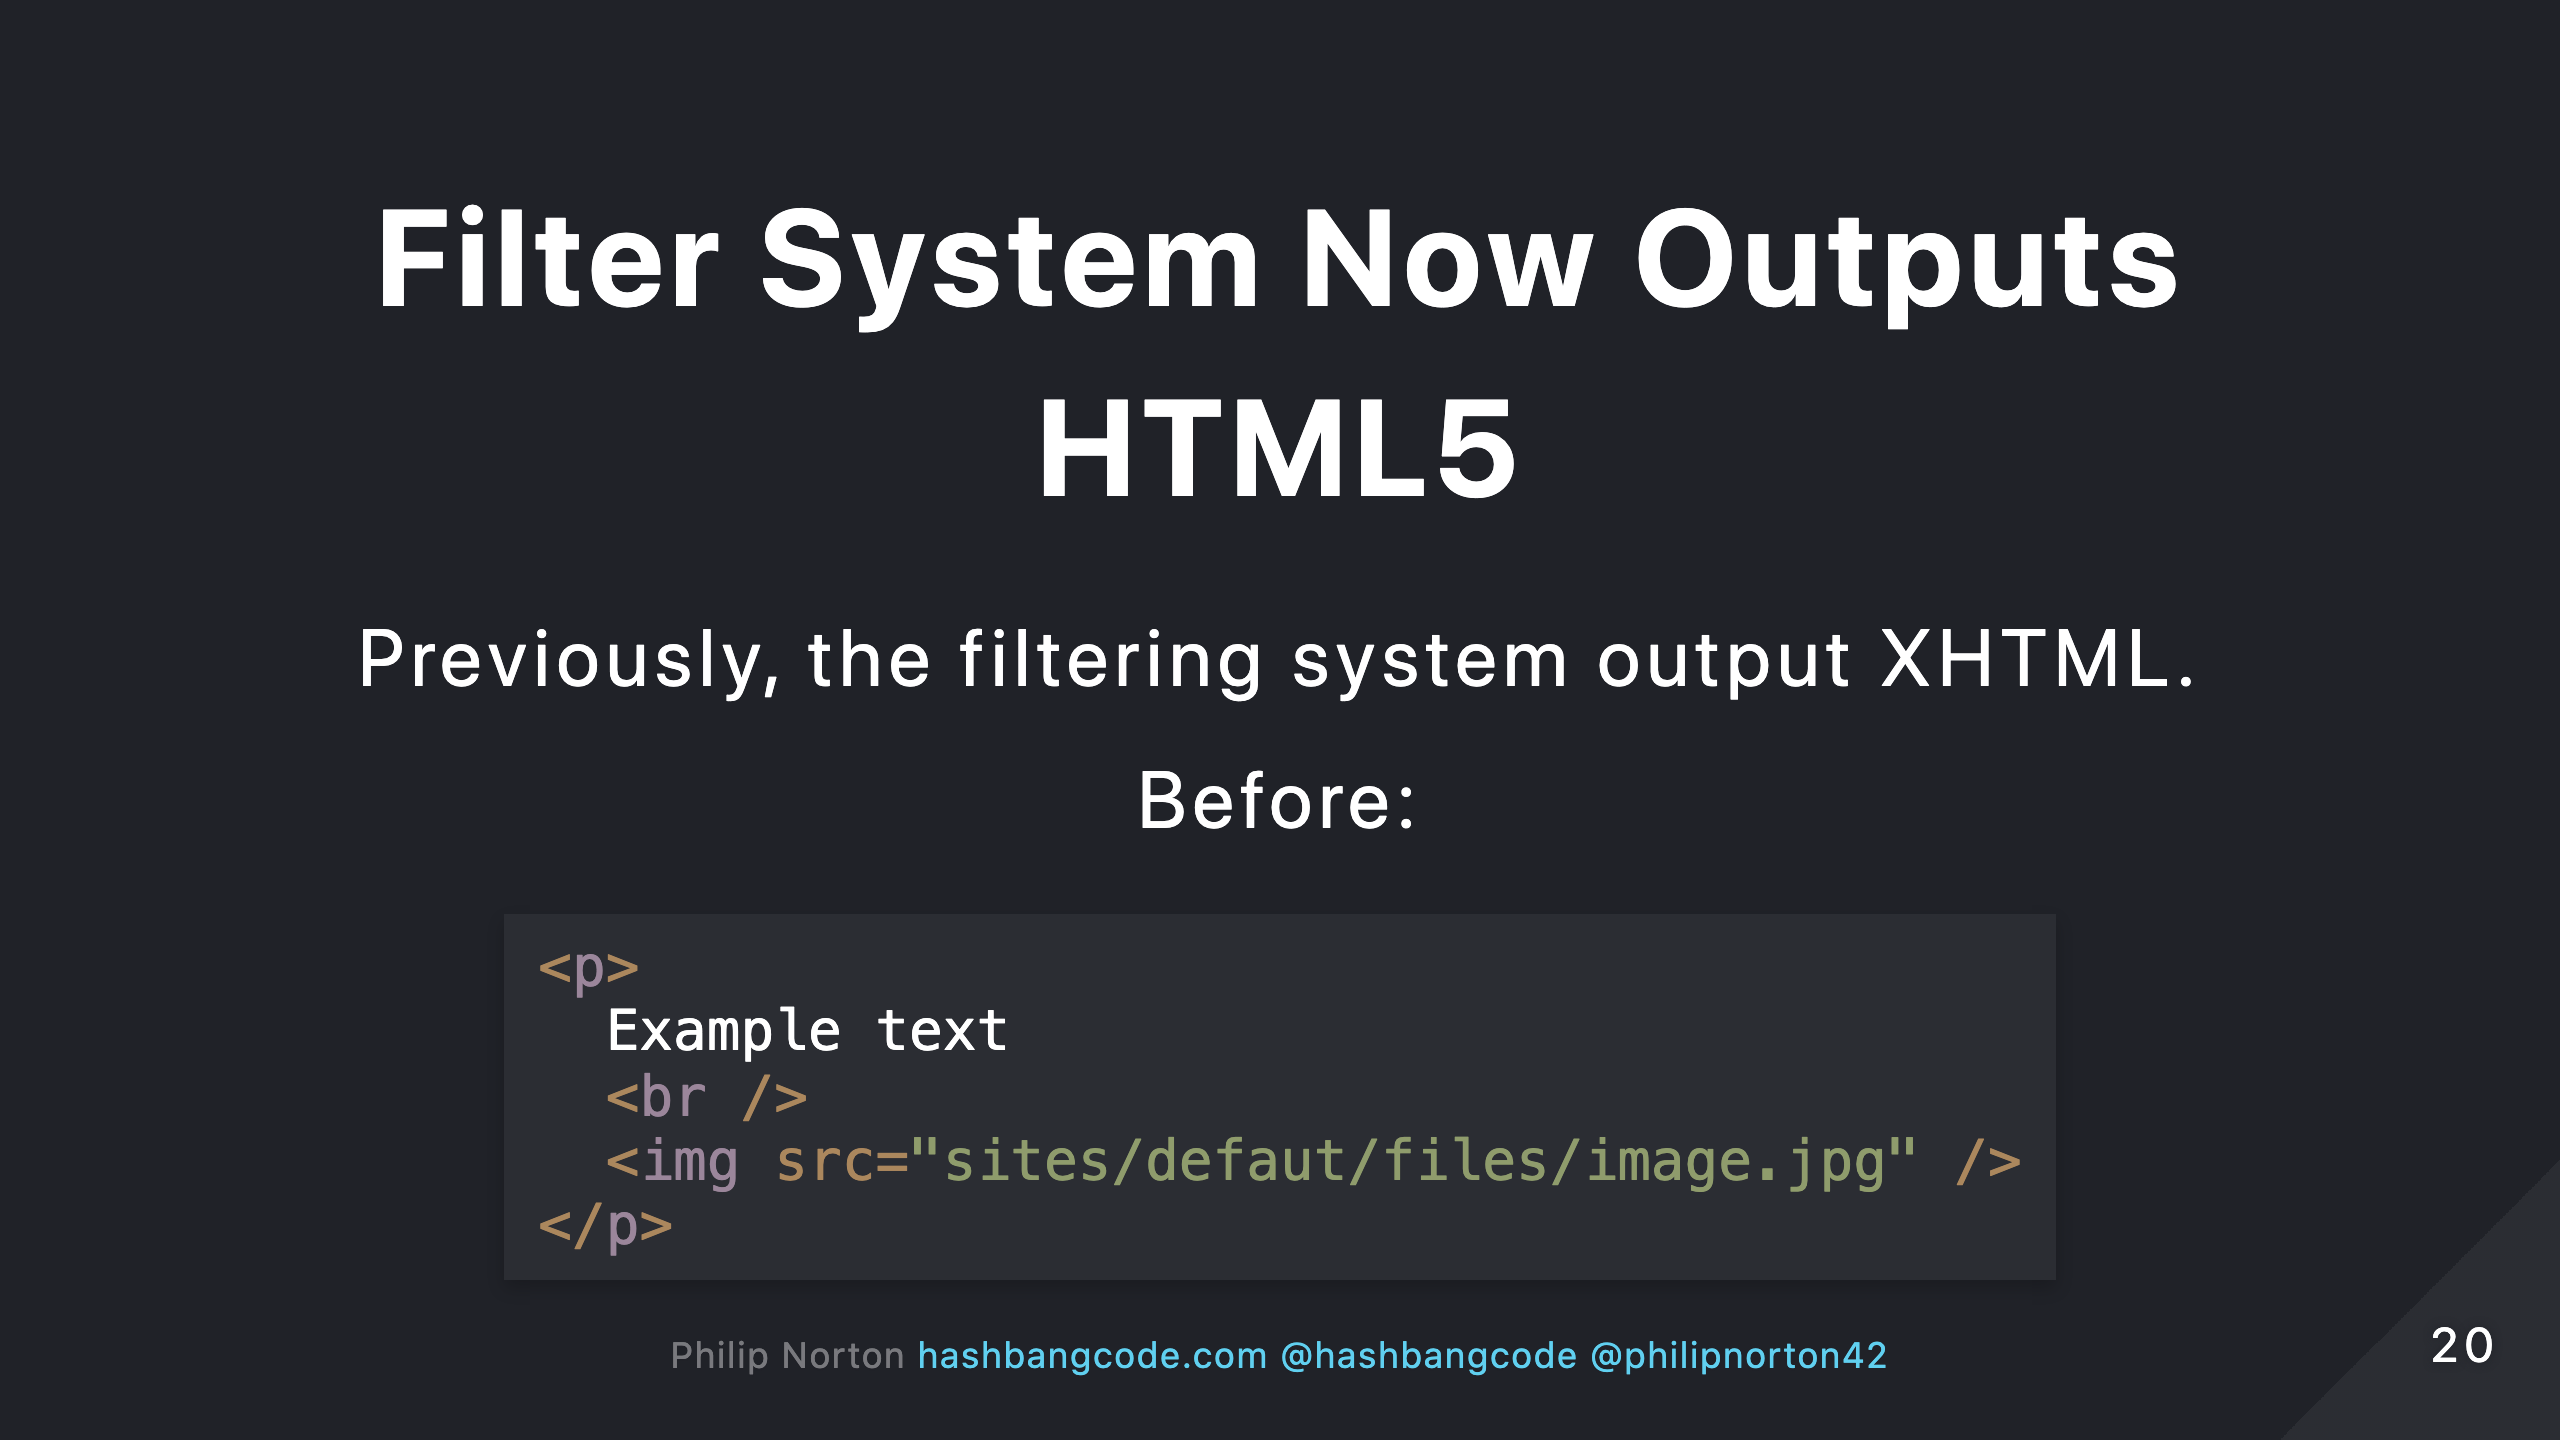 Filter System Now Outputs
HTML5
Previously, the filtering system output XHTML.
Before:
<p>
  Example text
  <br />
  <img src="sites/defaut/files/image.jpg" />
</p>
Philip Norton hashbangcode.com @hashbangcode @philipnorton42
20